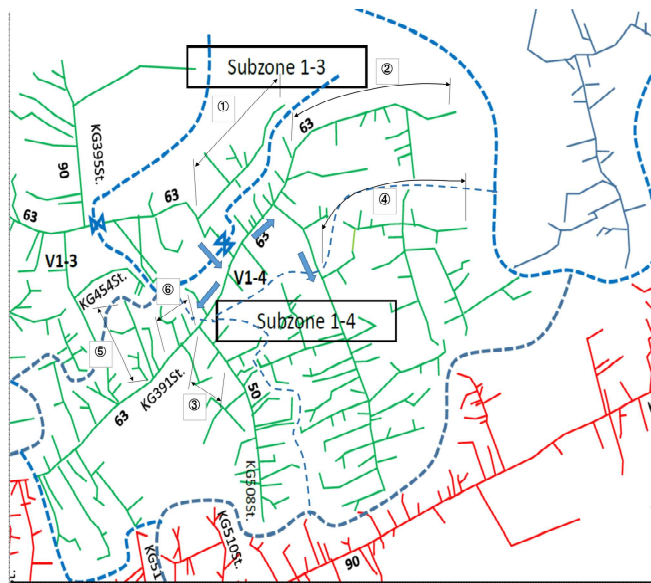 Subzone 1-3
②
①
63
KG395St.
90
63
63
④
63
V1-3
V1-4
KG454St.
⑥
Subzone 1-4
⑤
KG391St.
50
③
63
KG508St.
KG510St.
KG51
90